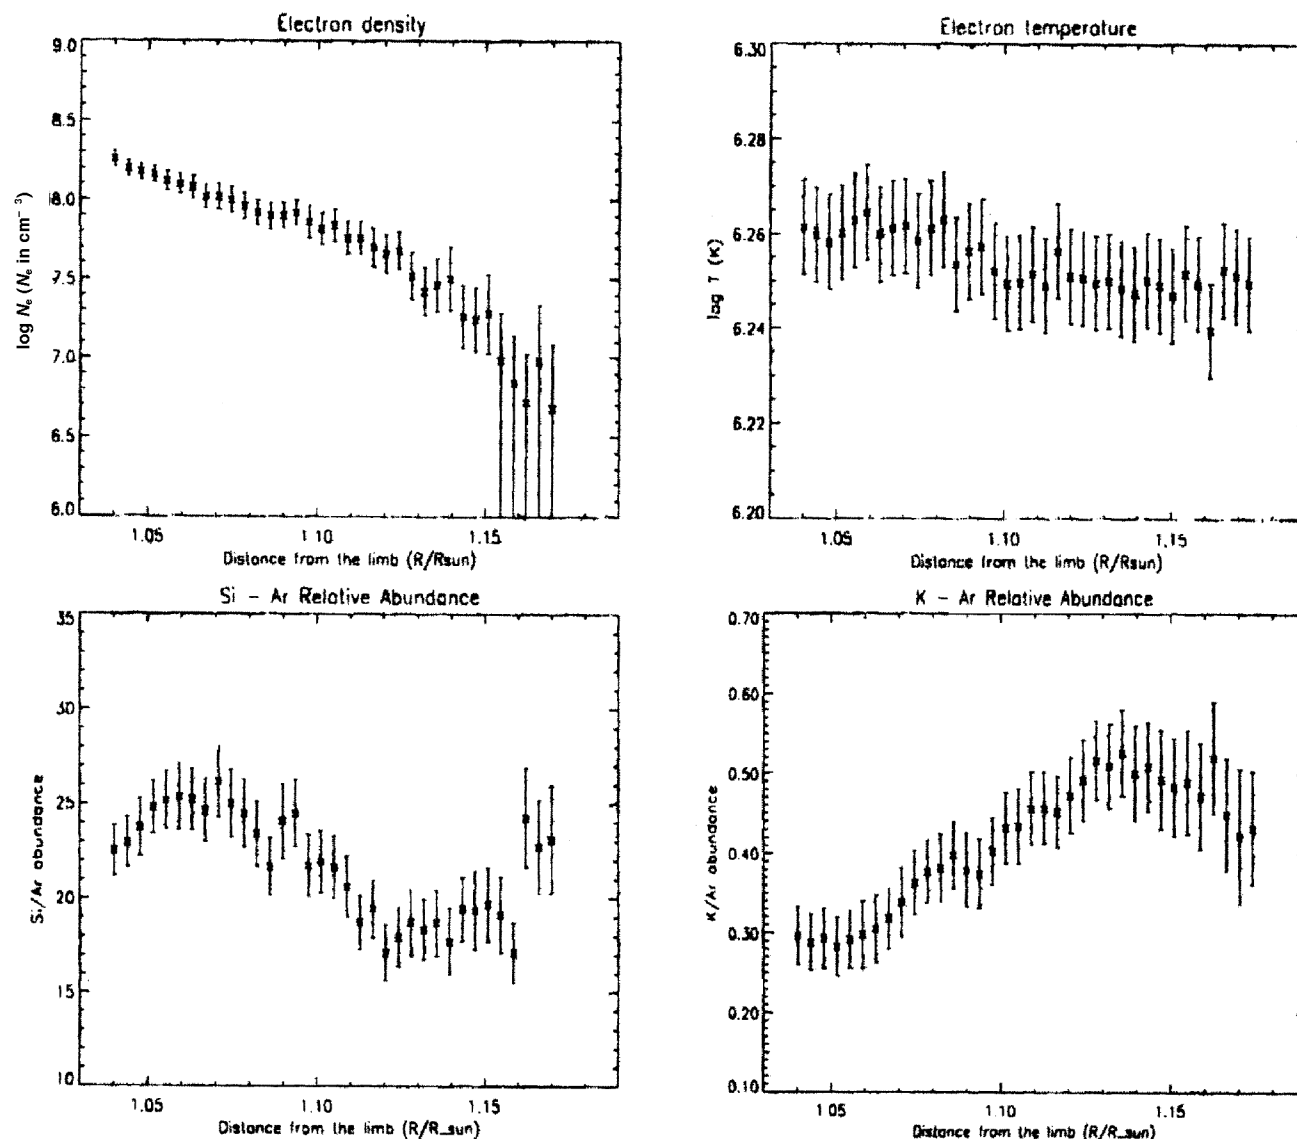 Electron density
9.0
8.5
8.0
7.5
7.0
6.5
6.0
log Nₑ (Nₑ in cm⁻³)
1.05 1.10 1.15
Distance from the limb (R/Rsun)
Electron temperature
6.30
6.28
6.26
6.24
6.22
6.20
log T (K)
1.05 1.10 1.15
Distance from the limb (R/Rsun)
Si - Ar Relative Abundance
35
30
25
20
15
10
Si/Ar abundance
1.05 1.10 1.15
Distance from the limb (R/R_sun)
K - Ar Relative Abundance
0.70
0.60
0.50
0.40
0.30
0.20
0.10
K/Ar abundance
1.05 1.10 1.15
Distance from the limb (R/R_sun)